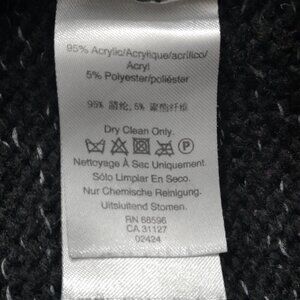 95% Acrylic/Acrylique/acrílico/
Acryl
5% Polyester/poliéster
95% 腈纶, 5% 聚酯纤维
Dry Clean Only.
P
Nettoyage À Sec Uniquement
Sólo Limpiar En Seco.
Nur Chemische Reinigung.
Uitsluitend Stomen.
RN 68596
CA 31127
02424